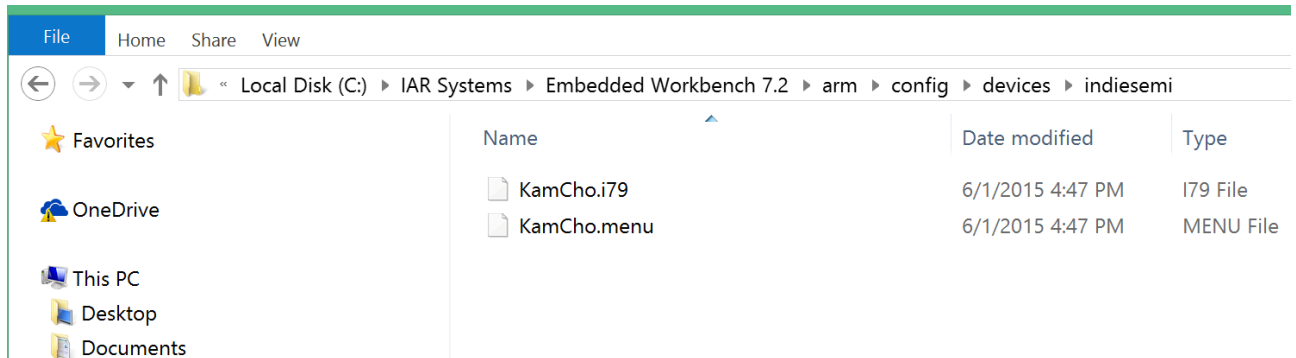 File Home Share View
« Local Disk (C:) IAR Systems Embedded Workbench 7.2 arm config devices indiesemi
Favorites
OneDrive
This PC
Desktop
Documents
Name Date modified Type
KamCho.i79 6/1/2015 4:47 PM I79 File
KamCho.menu 6/1/2015 4:47 PM MENU File